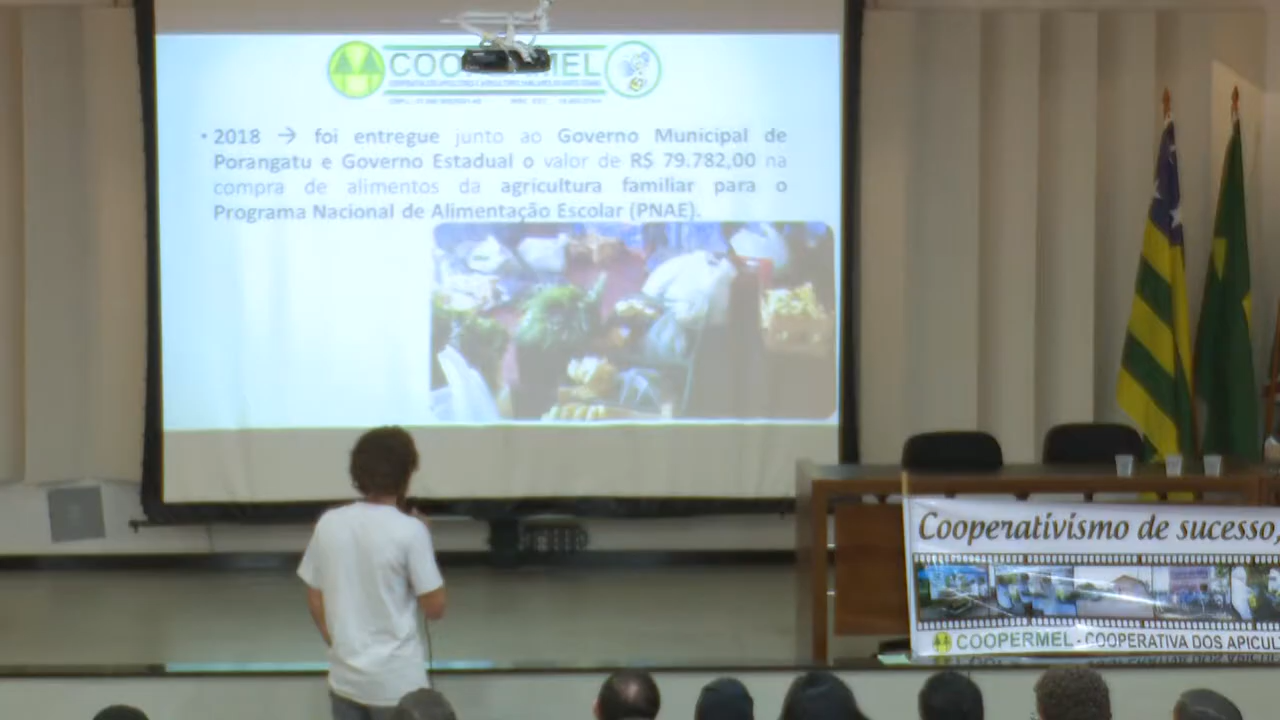 COOPERMEL
• 2018 → foi entregue junto ao Governo Municipal de
Porangatu e Governo Estadual o valor de R$ 79.782,00 na
compra de alimentos da agricultura familiar para o
Programa Nacional de Alimentação Escolar (PNAE).
Cooperativismo de sucesso,
COOPERMEL - COOPERATIVA DOS APICULT